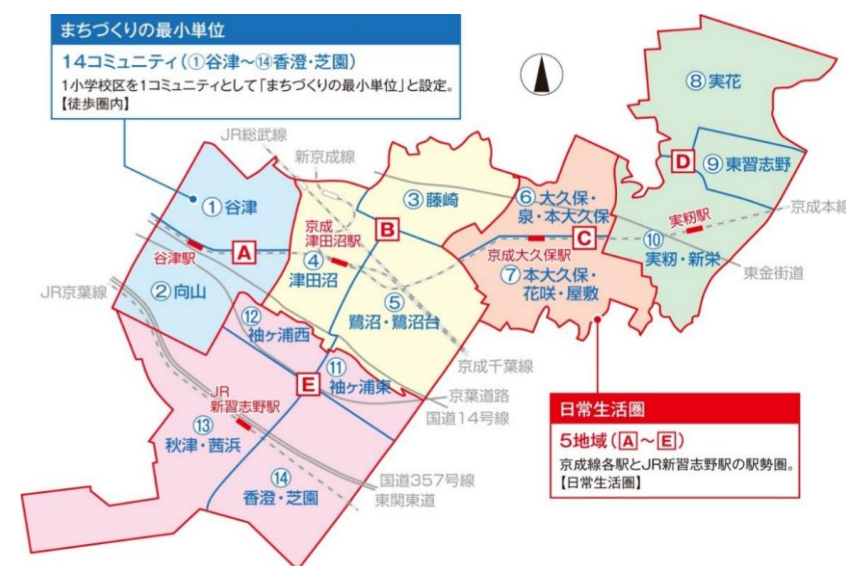 まちづくりの最小単位
14コミュニティ（①谷津～⑭香澄・芝園）
1小学校区を1コミュニティとして「まちづくりの最小単位」と設定。
【徒歩圏内】
JR総武線
新京成線
⑧実花
D
⑨東習志野
①谷津
③藤崎
⑥大久保・
泉・本大久保
B
京成
津田沼駅
実籾駅
京成本線
A
谷津駅
④
津田沼
C
京成大久保駅
⑩
実籾・新栄
東金街道
JR京葉線
②向山
⑦本大久保・
花咲・屋敷
⑤
鷺沼・鷺沼台
⑫
袖ケ浦西
京成千葉線
⑪
袖ケ浦東
E
京葉道路
国道14号線
JR
新習志野駅
⑬
秋津・茜浜
⑭
香澄・芝園
国道357号線
東関東道
日常生活圏
5地域（A～E）
京成線各駅とJR新習志野駅の駅勢圏。
【日常生活圏】